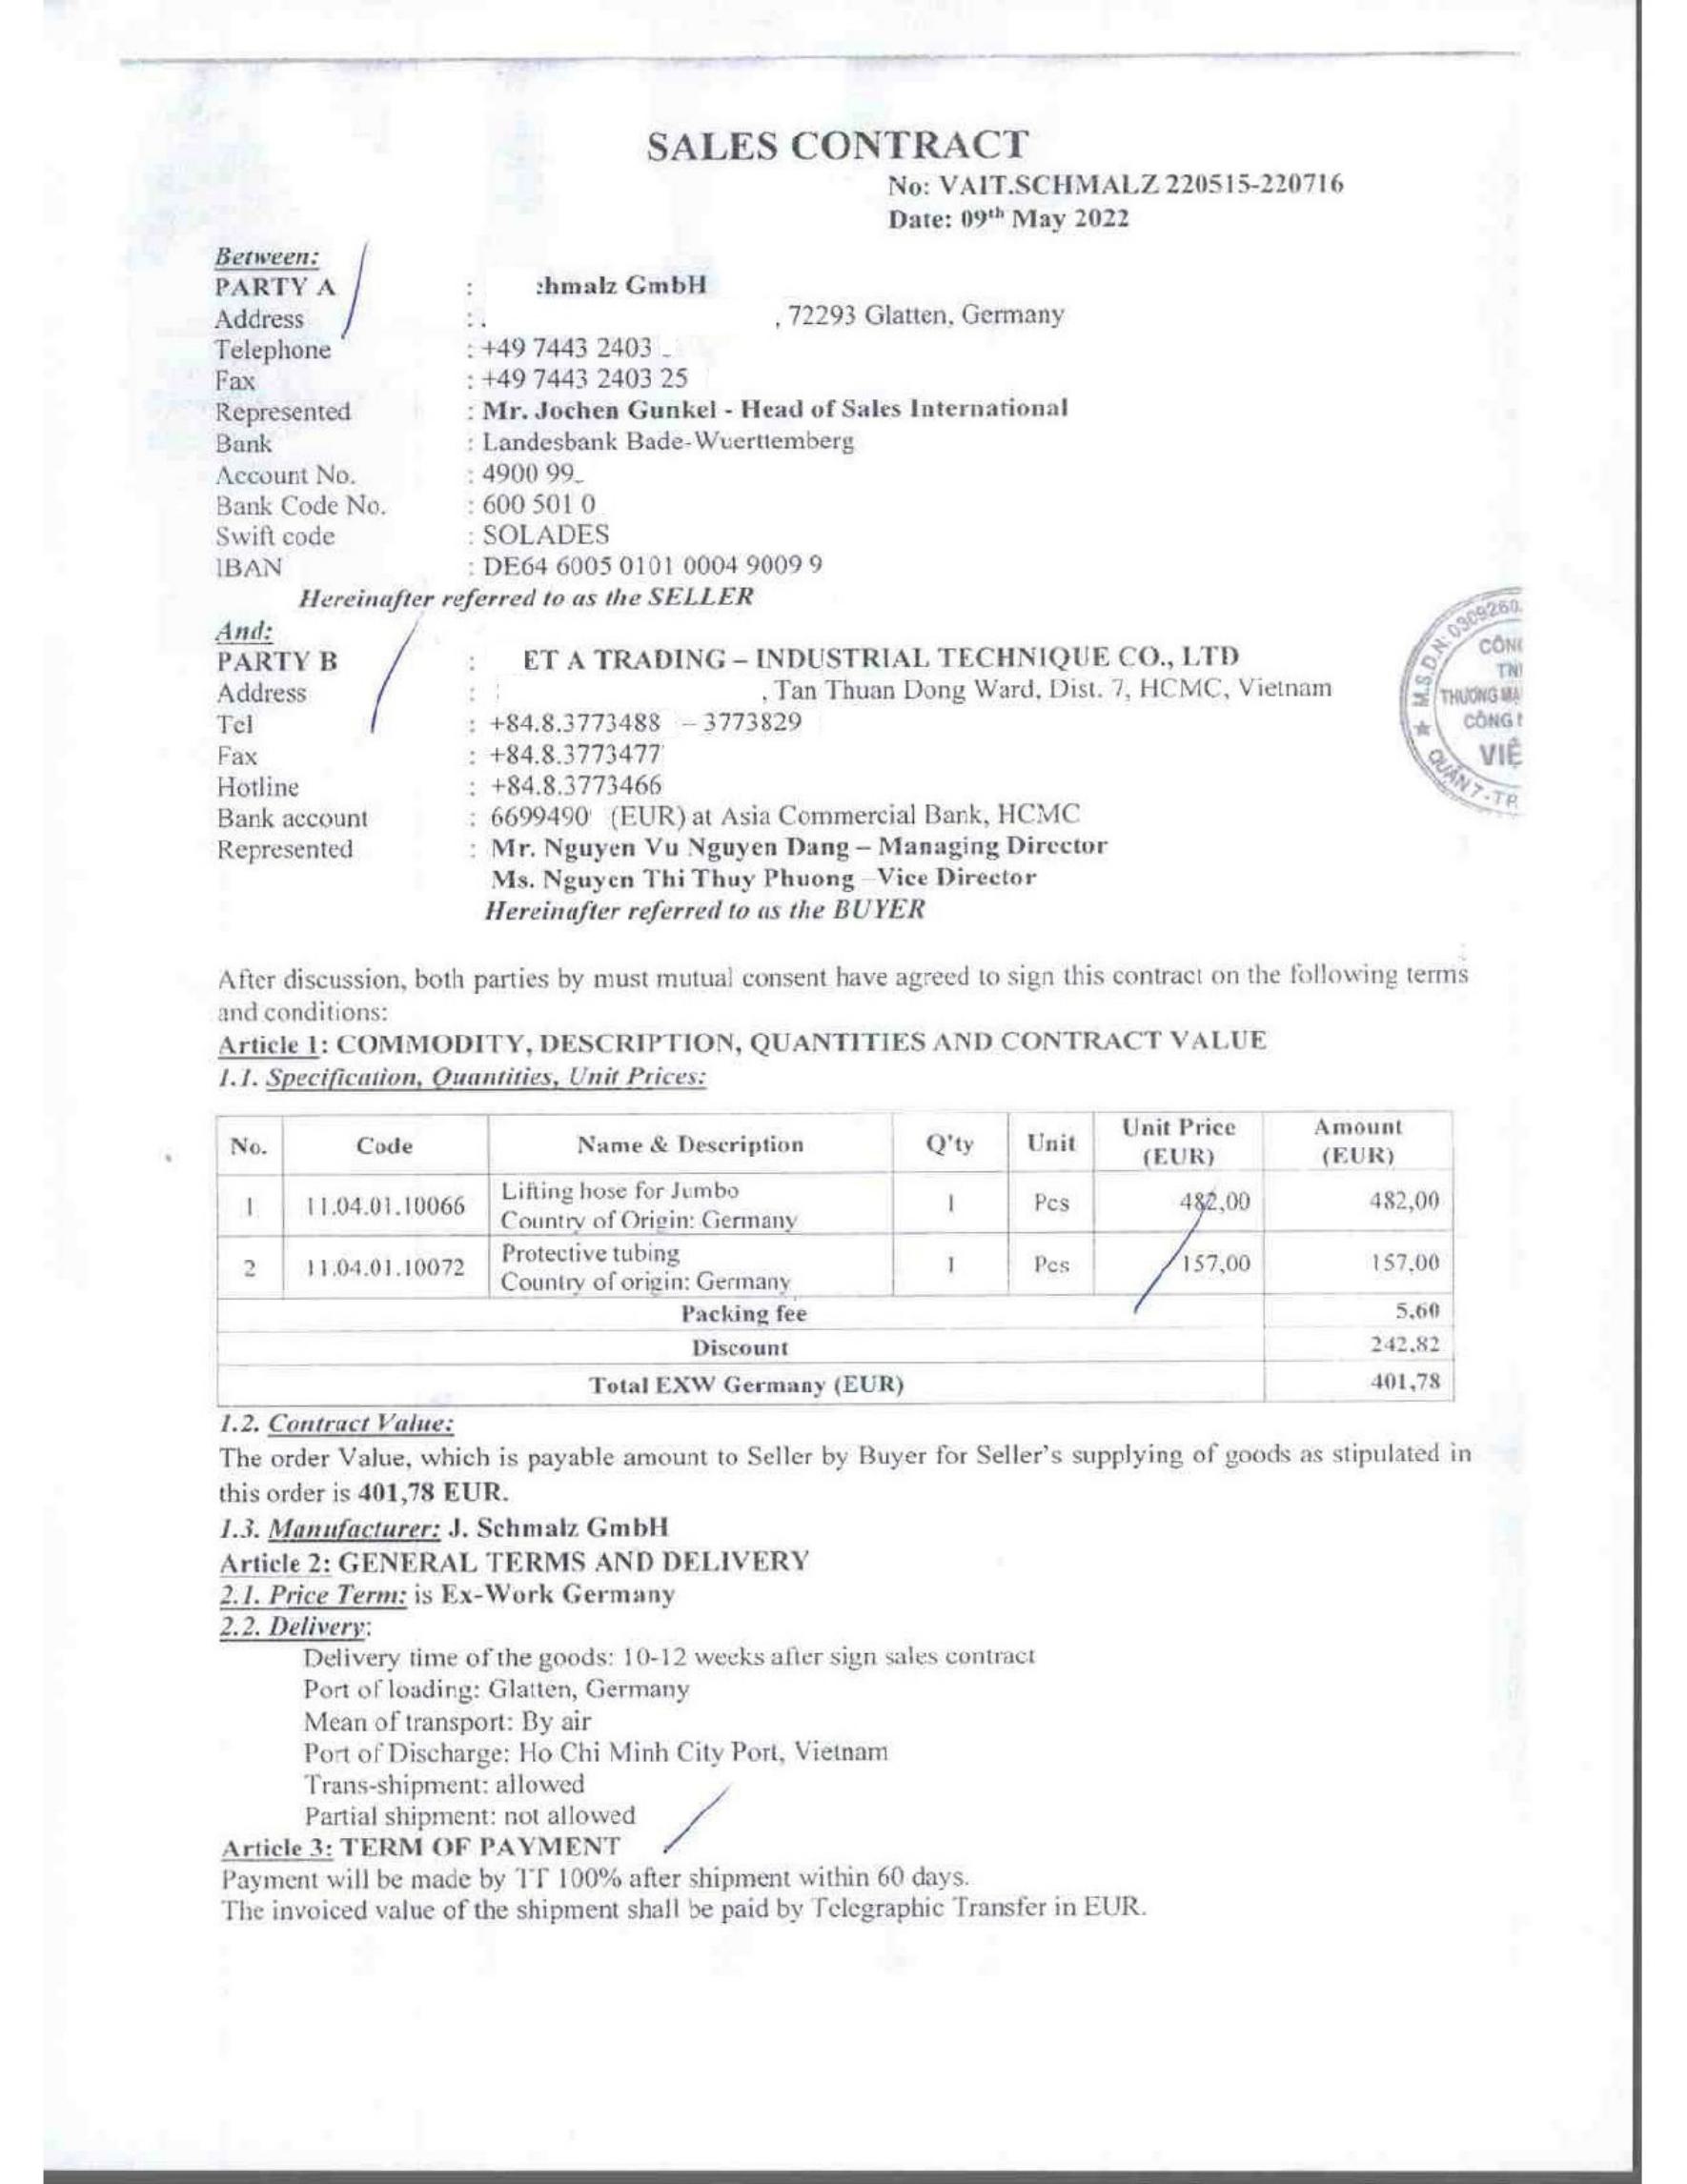 SALES CONTRACT
No: VAIT.SCHMALZ 220515-220716
Date: 09th May 2022
Between:
PARTY A : :hmalz GmbH
Address : . , 72293 Glatten, Germany
Telephone : +49 7443 2403
Fax : +49 7443 2403 25
Represented : Mr. Jochen Gunkel - Head of Sales International
Bank : Landesbank Bade-Wuerttemberg
Account No. : 4900 99
Bank Code No. : 600 501 0
Swift code : SOLADES
IBAN : DE64 6005 0101 0004 9009 9
Hereinafter referred to as the SELLER
And:
PARTY B : ET A TRADING – INDUSTRIAL TECHNIQUE CO., LTD
Address : , Tan Thuan Dong Ward, Dist. 7, HCMC, Vietnam
Tel : +84.8.3773488 – 3773829
Fax : +84.8.3773477
Hotline : +84.8.3773466
Bank account : 6699490 (EUR) at Asia Commercial Bank, HCMC
Represented : Mr. Nguyen Vu Nguyen Dang – Managing Director
Ms. Nguyen Thi Thuy Phuong –Vice Director
Hereinafter referred to as the BUYER
★ M.S.D.N: 0309260
CÔN
TN
THƯƠNG MẠ
CÔNG
VIỆ
QUẬN 7 - TP
After discussion, both parties by must mutual consent have agreed to sign this contract on the following terms
and conditions:
Article 1: COMMODITY, DESCRIPTION, QUANTITIES AND CONTRACT VALUE
1.1. Specification, Quantities, Unit Prices:
No. Code Name & Description Q'ty Unit Unit Price (EUR) Amount (EUR)
1 11.04.01.10066 Lifting hose for Jumbo 1 Pcs 482,00 482,00
Country of Origin: Germany
2 11.04.01.10072 Protective tubing 1 Pcs 157,00 157,00
Country of origin: Germany
Packing fee 5,60
Discount 242,82
Total EXW Germany (EUR) 401,78
1.2. Contract Value:
The order Value, which is payable amount to Seller by Buyer for Seller's supplying of goods as stipulated in
this order is 401,78 EUR.
1.3. Manufacturer: J. Schmalz GmbH
Article 2: GENERAL TERMS AND DELIVERY
2.1. Price Term: is Ex-Work Germany
2.2. Delivery:
Delivery time of the goods: 10-12 weeks after sign sales contract
Port of loading: Glatten, Germany
Mean of transport: By air
Port of Discharge: Ho Chi Minh City Port, Vietnam
Trans-shipment: allowed
Partial shipment: not allowed
Article 3: TERM OF PAYMENT
Payment will be made by TT 100% after shipment within 60 days.
The invoiced value of the shipment shall be paid by Telegraphic Transfer in EUR.